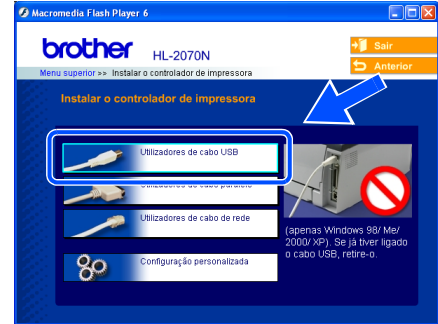 Macromedia Flash Player 6
brother HL-2070N
Sair
Anterior
Menu superior >> Instalar o controlador de impressora
Instalar o controlador de impressora
Utilizadores de cabo USB
Utilizadores de cabo paralelo
Utilizadores de cabo de rede
Configuração personalizada
(apenas Windows 98/ Me/
2000/ XP). Se já tiver ligado
o cabo USB, retire-o.